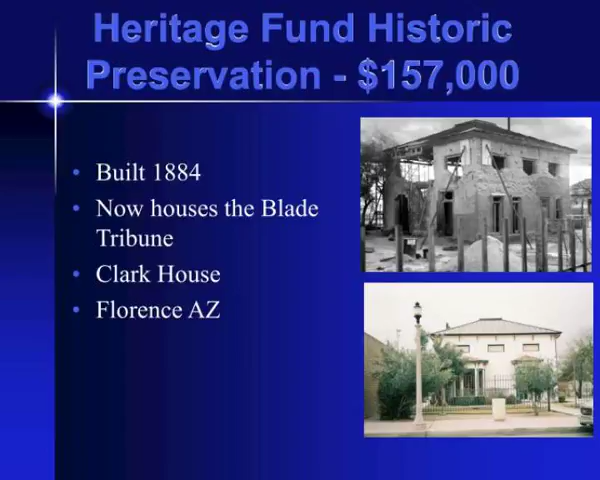 Heritage Fund Historic
Preservation - $157,000
• Built 1884
• Now houses the Blade
Tribune
• Clark House
• Florence AZ